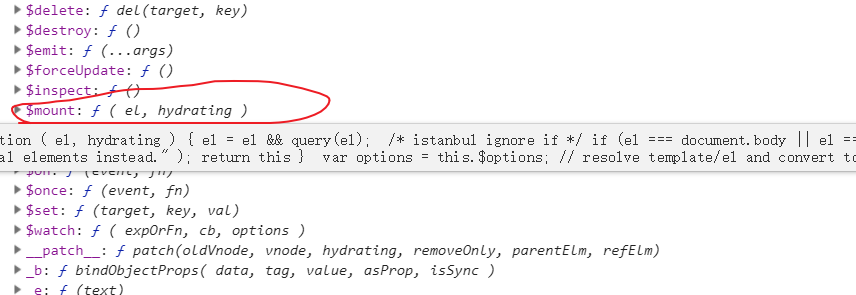 $delete: ƒ del(target, key)
$destroy: ƒ ()
$emit: ƒ (...args)
$forceUpdate: ƒ ()
$inspect: ƒ ()
$mount: ƒ ( el, hydrating )
tion ( el, hydrating ) { el = el && query(el);  /* istanbul ignore if */ if (el === document.body || el ==
al elements instead." ); return this }  var options = this.$options; // resolve template/el and convert to
$on: ƒ (event, fn)
$once: ƒ (event, fn)
$set: ƒ (target, key, val)
$watch: ƒ ( expOrFn, cb, options )
__patch__: ƒ patch(oldVnode, vnode, hydrating, removeOnly, parentElm, refElm)
_b: ƒ bindObjectProps( data, tag, value, asProp, isSync )
_e: ƒ (text)